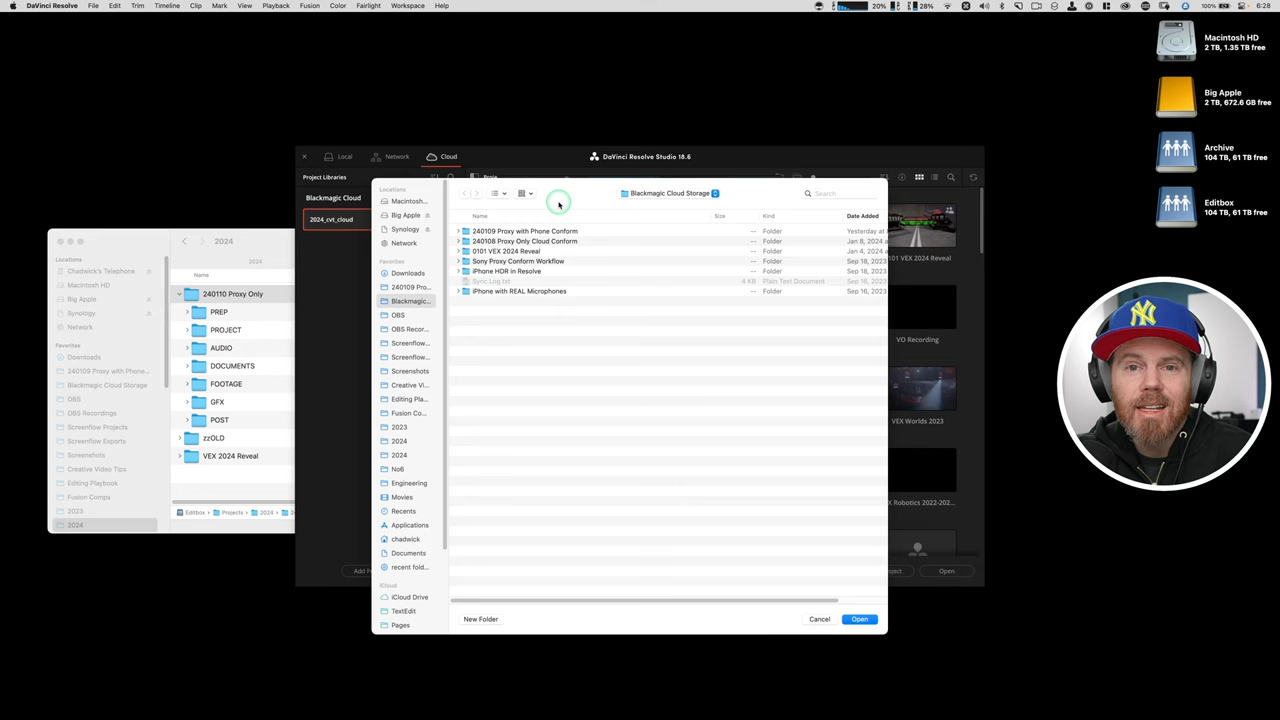 DaVinci Resolve File Edit Trim Timeline Clip Mark View Playback Fusion Color Fairlight Workspace Help
20% 28% 100% 6:28
Macintosh HD
2 TB, 1.35 TB free
Big Apple
2 TB, 672.6 GB free
Archive
104 TB, 61 TB free
Editbox
104 TB, 61 TB free
Local Network Cloud DaVinci Resolve Studio 18.6
Project Libraries
Blackmagic Cloud
2024_cvt_cloud
101 VEX 2024 Reveal
VO Recording
VEX Worlds 2023
X Robotics 2022-202...
Open
Locations
Macintosh...
Big Apple
Synology
Network
Favorites
Downloads
240109 Pro...
Blackmagic...
OBS
OBS Recor...
Screenflow...
Screenflow...
Screenshots
Creative Vi...
Editing Pla...
Fusion Co...
2023
2024
2024
No6
Engineering
Movies
Recents
Applications
chadwick
Documents
recent fold...
iCloud
iCloud Drive
TextEdit
Pages
Blackmagic Cloud Storage Search
Name Size Kind Date Added
240109 Proxy with Phone Conform -- Folder Yesterday at
240108 Proxy Only Cloud Conform -- Folder Jan 8, 2024 a
0101 VEX 2024 Reveal -- Folder Jan 4, 2024 a
Sony Proxy Conform Workflow -- Folder Sep 18, 2023
iPhone HDR in Resolve -- Folder Sep 18, 2023
Sync Log.txt 4 KB Plain Text Document Sep 16, 2023
iPhone with REAL Microphones -- Folder Sep 16, 2023
New Folder Cancel Open
2024
Locations
Chadwick's Telephone
Macintosh HD
Big Apple
Synology
Network
Favorites
Downloads
240109 Proxy with Phone...
Blackmagic Cloud Storage
OBS
OBS Recordings
Screenflow Projects
Screenflow Exports
Screenshots
Creative Video Tips
Editing Playbook
Fusion Comps
2023
2024
2024
Name
240110 Proxy Only
PREP
PROJECT
AUDIO
DOCUMENTS
FOOTAGE
GFX
POST
zzOLD
VEX 2024 Reveal
Editbox › Projects › 2024 ›